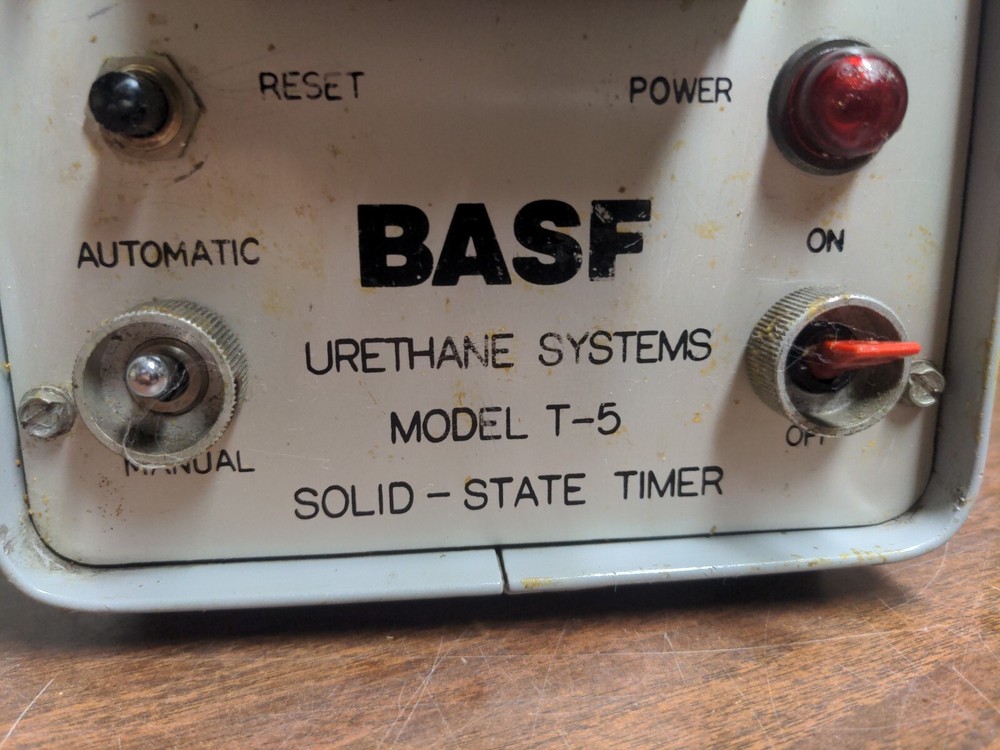 RESET
POWER
BASF
AUTOMATIC
ON
URETHANE SYSTEMS
MODEL T-5
OFF
MANUAL
SOLID-STATE TIMER